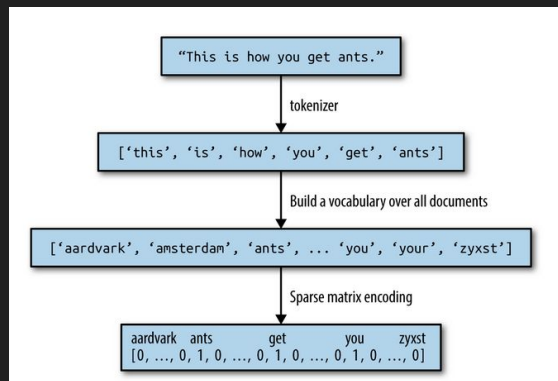 “This is how you get ants.”
tokenizer
[‘this’, ‘is’, ‘how’, ‘you’, ‘get’, ‘ants’]
Build a vocabulary over all documents
[‘aardvark’, ‘amsterdam’, ‘ants’, ... ‘you’, ‘your’, ‘zyxst’]
Sparse matrix encoding
aardvark ants get you zyxst
[0, …, 0, 1, 0, …, 0, 1, 0, …, 0, 1, 0, …, 0]